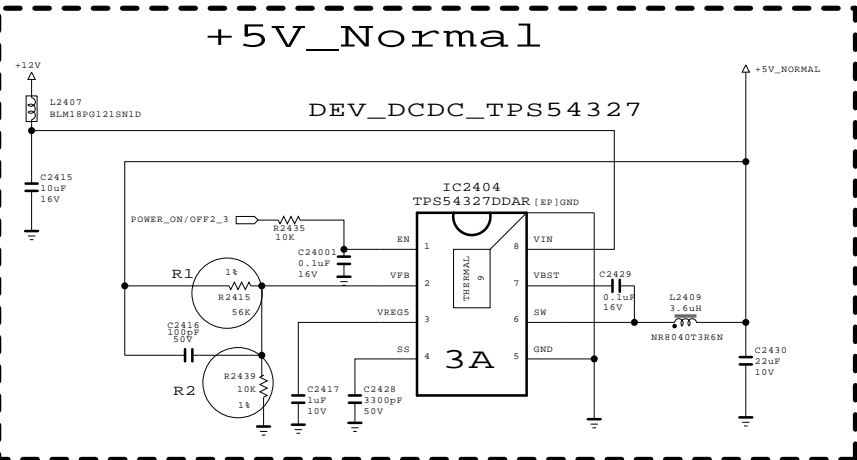 +5V_Normal
+12V
+5V_NORMAL
L2407
BLM18PG121SN1D
DEV_DCDC_TPS54327
C2415
10uF
16V
IC2404
TPS54327DDAR
[EP]GND
POWER_ON/OFF2_3
R2435
10K
C24001
0.1uF
16V
EN
1
VFB
2
VREG5
3
SS
4
THERMAL
9
3A
8
VIN
7
VBST
6
SW
5
GND
C2429
0.1uF
16V
L2409
3.6uH
NR8040T3R6N
R1
1%
R2415
56K
C2416
100pF
50V
R2
R2439
10K
1%
C2417
1uF
10V
C2428
3300pF
50V
C2430
22uF
10V